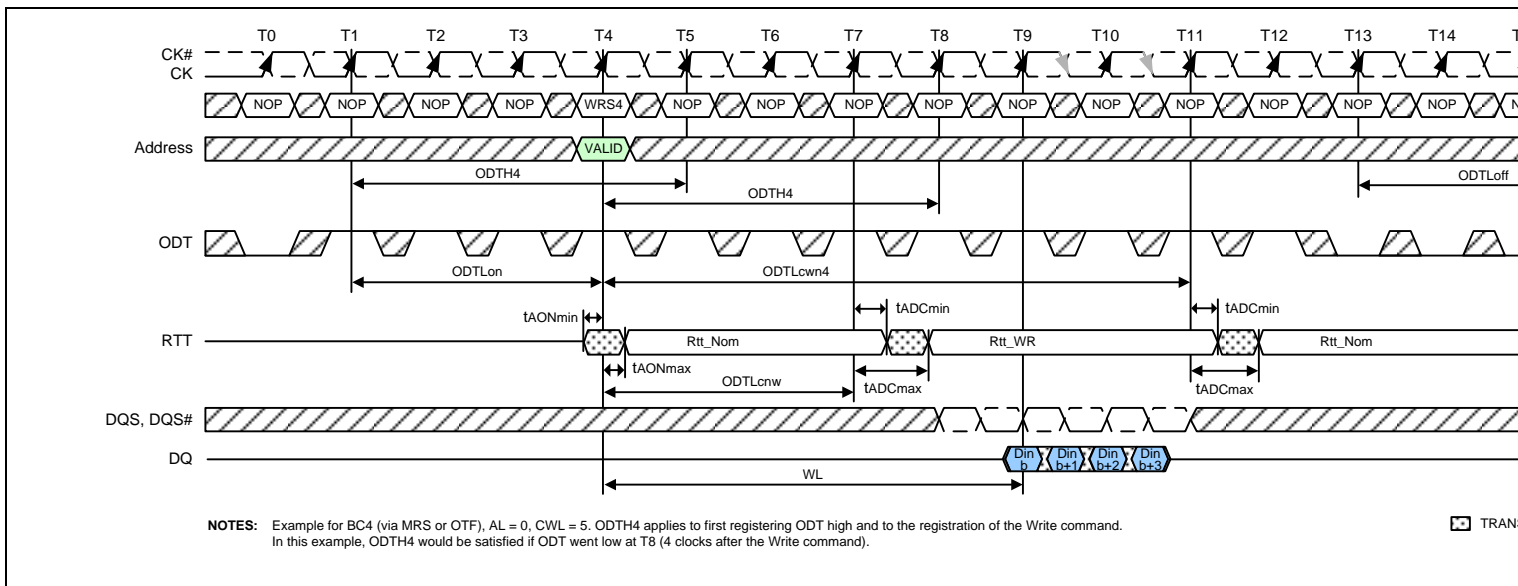 T0 T1 T2 T3 T4 T5 T6 T7 T8 T9 T10 T11 T12 T13 T14
CK#
CK
NOP NOP NOP NOP WRS4 NOP NOP NOP NOP NOP NOP NOP NOP NOP NOP
Address VALID
ODTH4
ODTH4
ODTLoff
ODT
ODTLon ODTLcwn4
tAONmin tADCmin tADCmin
RTT Rtt_Nom Rtt_WR Rtt_Nom
tAONmax
ODTLcnw tADCmax tADCmax
DQS, DQS#
DQ Din b Din b+1 Din b+2 Din b+3
WL
NOTES: Example for BC4 (via MRS or OTF), AL = 0, CWL = 5. ODTH4 applies to first registering ODT high and to the registration of the Write command.
In this example, ODTH4 would be satisfied if ODT went low at T8 (4 clocks after the Write command).